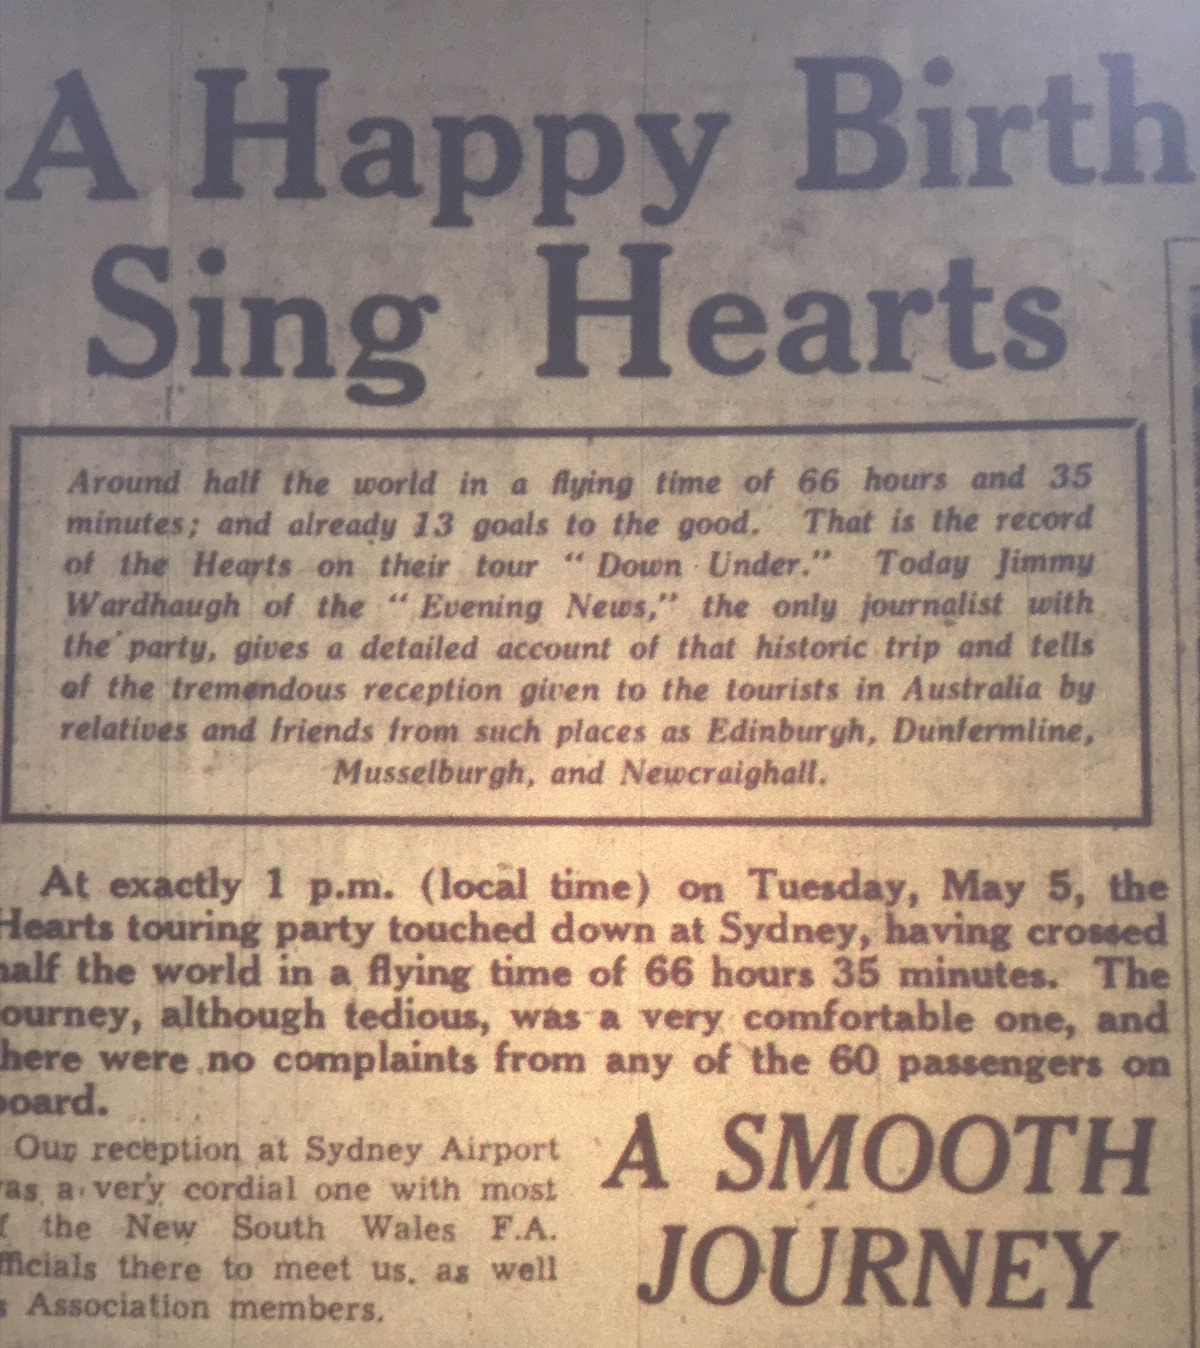 A Happy Birth
Sing Hearts
Around half the world in a flying time of 66 hours and 35
minutes; and already 13 goals to the good. That is the record
of the Hearts on their tour "Down Under." Today Jimmy
Wardhaugh of the "Evening News," the only journalist with
the party, gives a detailed account of that historic trip and tells
of the tremendous reception given to the tourists in Australia by
relatives and friends from such places as Edinburgh, Dunfermline,
Musselburgh, and Newcraighall.
At exactly 1 p.m. (local time) on Tuesday, May 5, the
Hearts touring party touched down at Sydney, having crossed
half the world in a flying time of 66 hours 35 minutes. The
ourney, although tedious, was a very comfortable one, and
here were no complaints from any of the 60 passengers on
board.
Our reception at Sydney Airport
as a very cordial one with most
f the New South Wales F.A.
fficials there to meet us. as well
s Association members.
A SMOOTH
JOURNEY